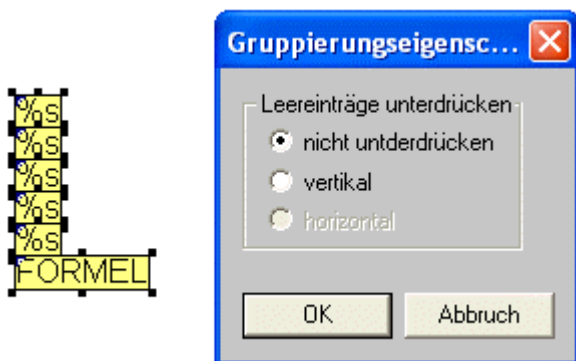 %s
%s
%s
%s
%s
FORMEL
Gruppierungseigensc...
Leereinträge unterdrücken
nicht untderdrücken
vertikal
horizontal
OK
Abbruch